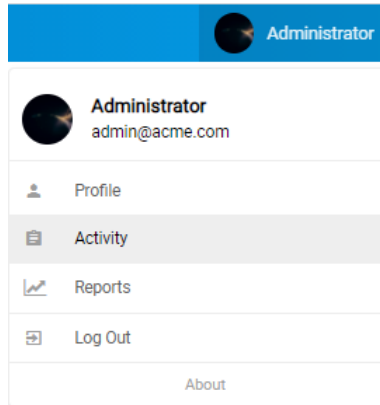 Administrator
Administrator
admin@acme.com
Profile
Activity
Reports
Log Out
About